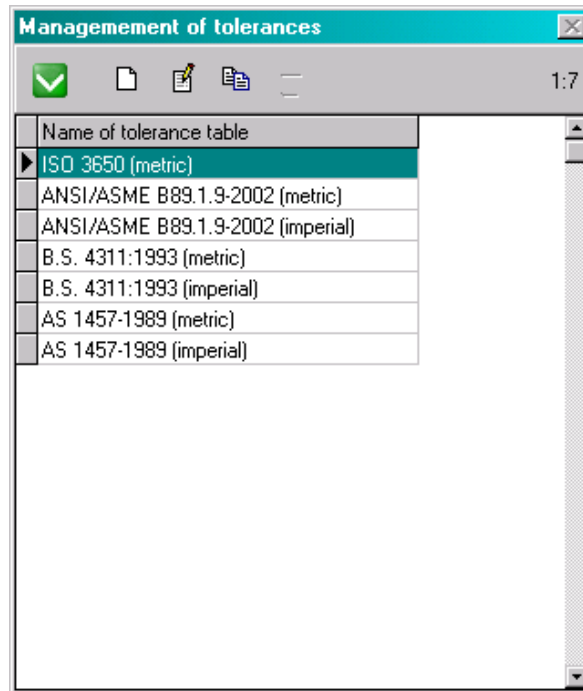 Managemement of tolerances
1:7
Name of tolerance table
ISO 3650 (metric)
ANSI/ASME B89.1.9-2002 (metric)
ANSI/ASME B89.1.9-2002 (imperial)
B.S. 4311:1993 (metric)
B.S. 4311:1993 (imperial)
AS 1457-1989 (metric)
AS 1457-1989 (imperial)